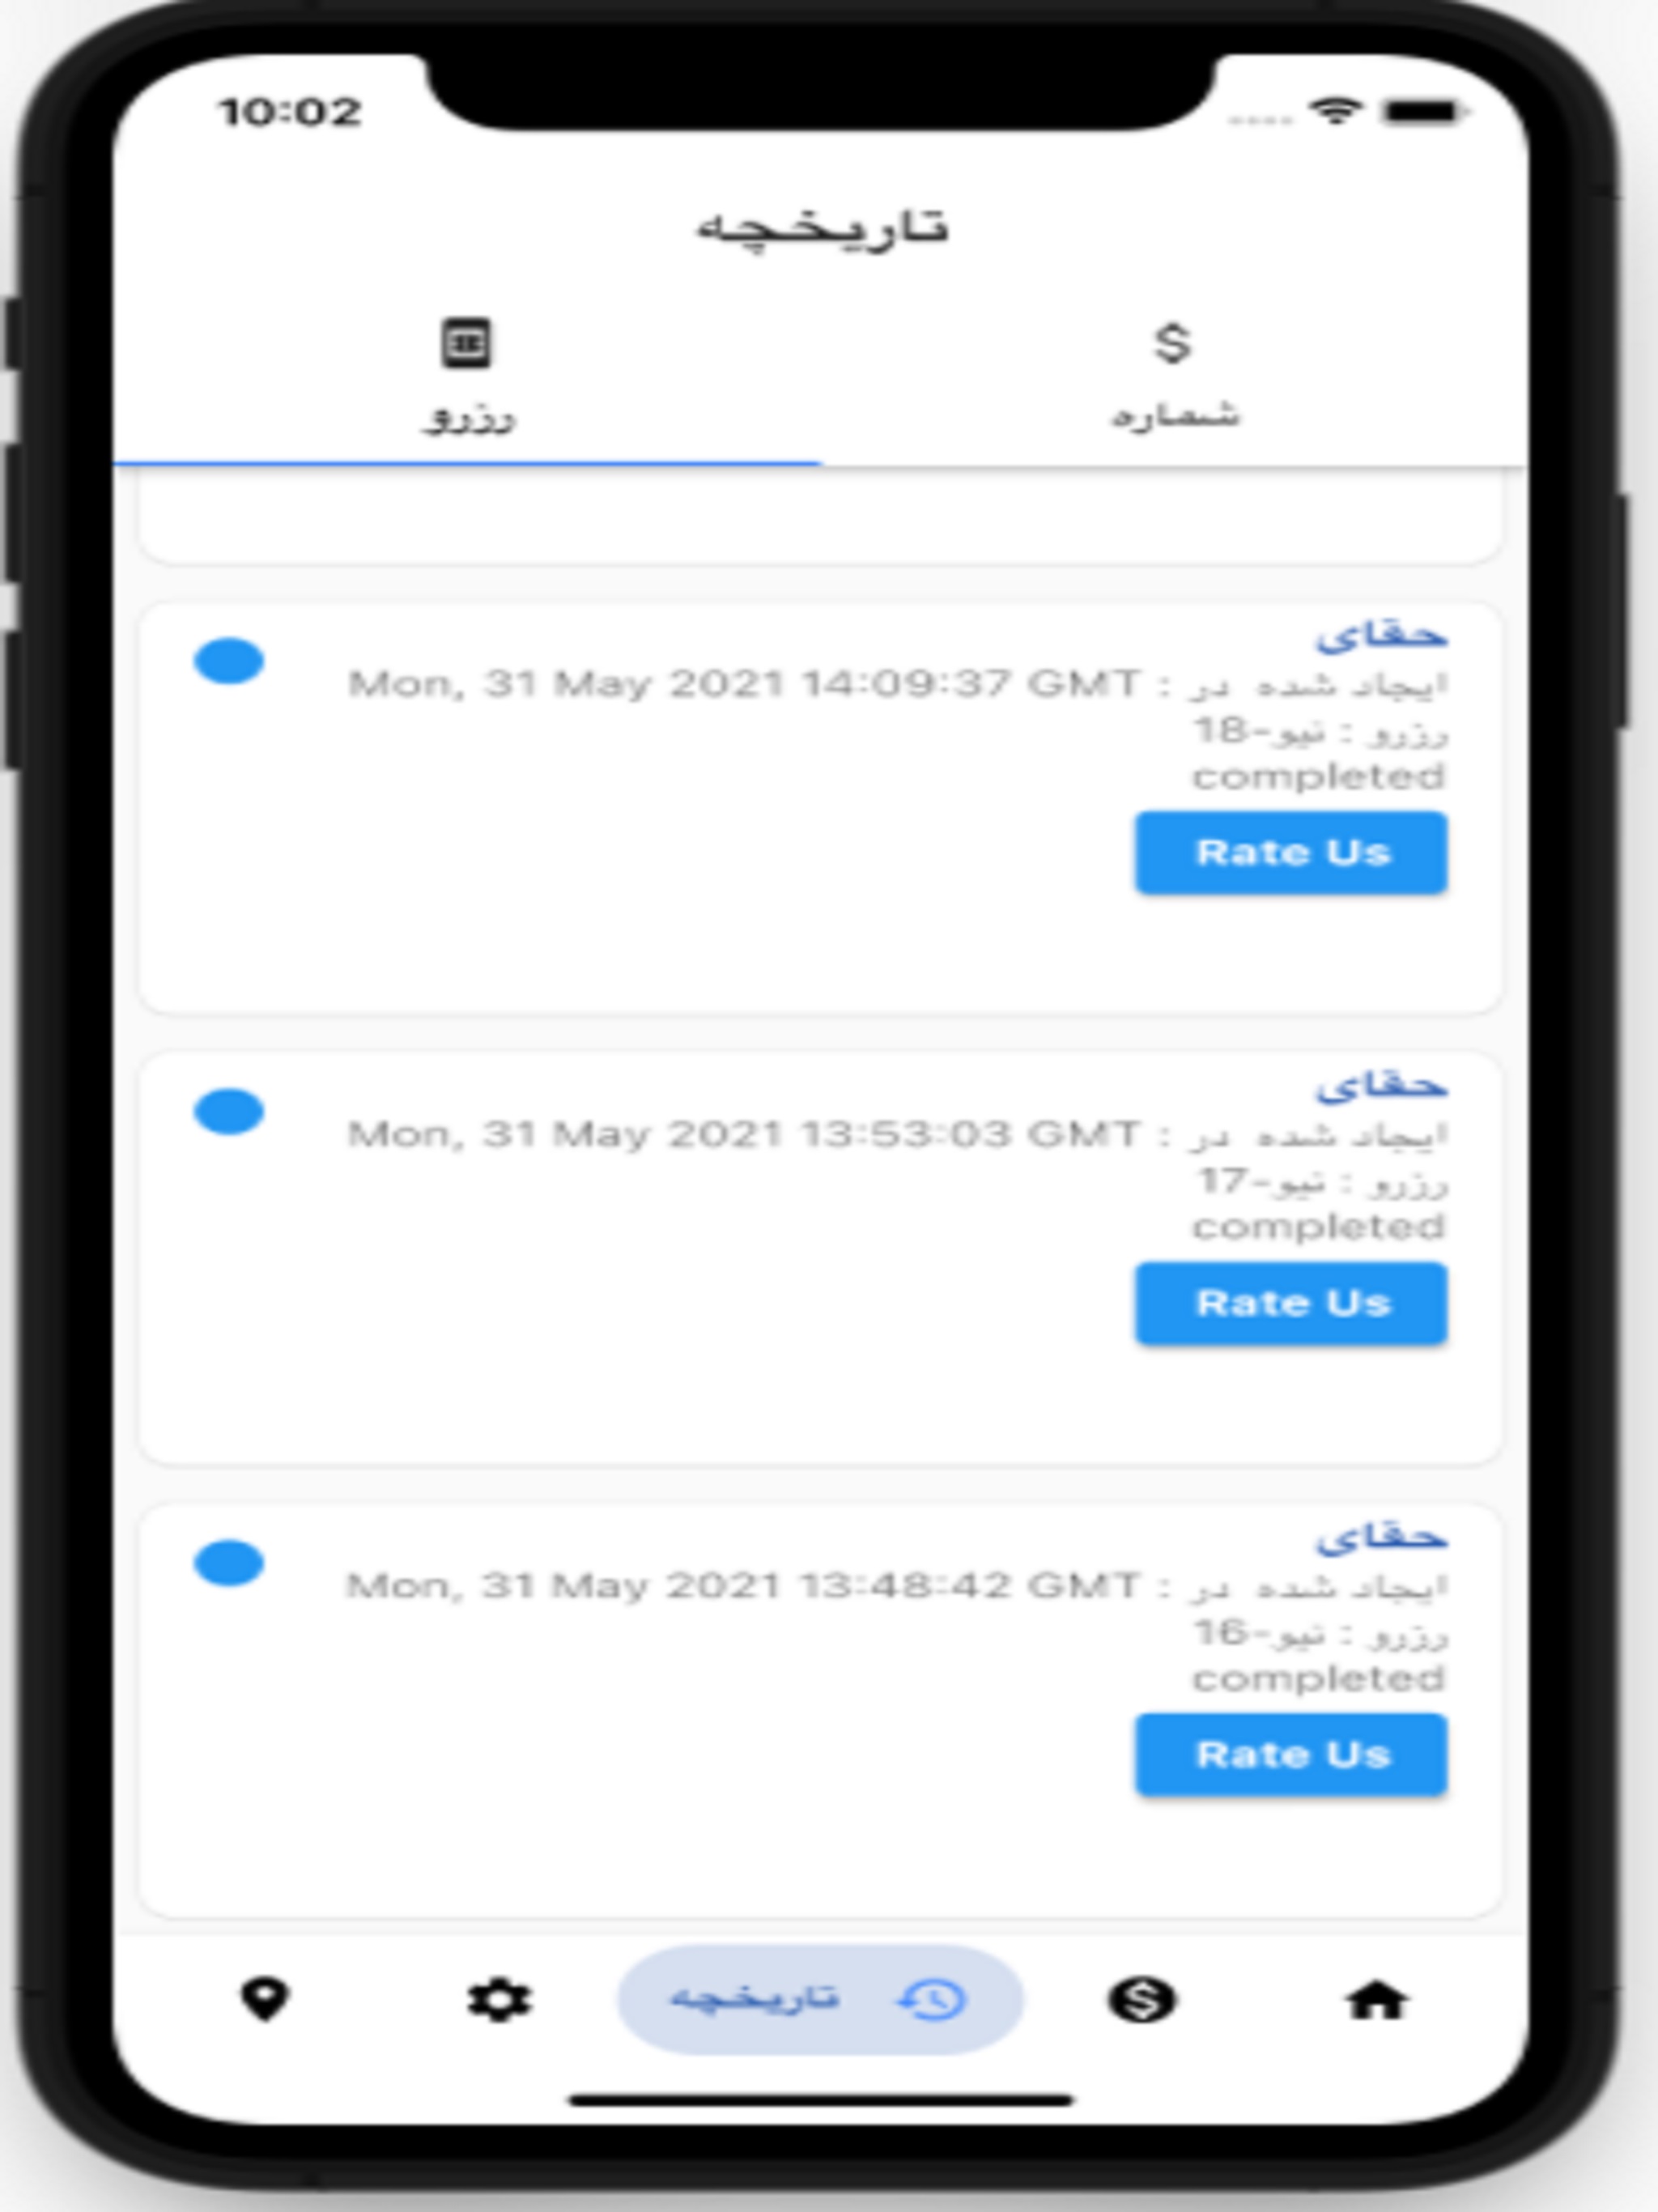 10:02
تاریخچه
شماره
رزرو
حقای
ایجاد شده در : Mon, 31 May 2021 14:09:37 GMT
رزرو : نیو-18
completed
Rate Us
حقای
ایجاد شده در : Mon, 31 May 2021 13:53:03 GMT
رزرو : نیو-17
completed
Rate Us
حقای
ایجاد شده در : Mon, 31 May 2021 13:48:42 GMT
رزرو : نیو-16
completed
Rate Us
تاریخچه